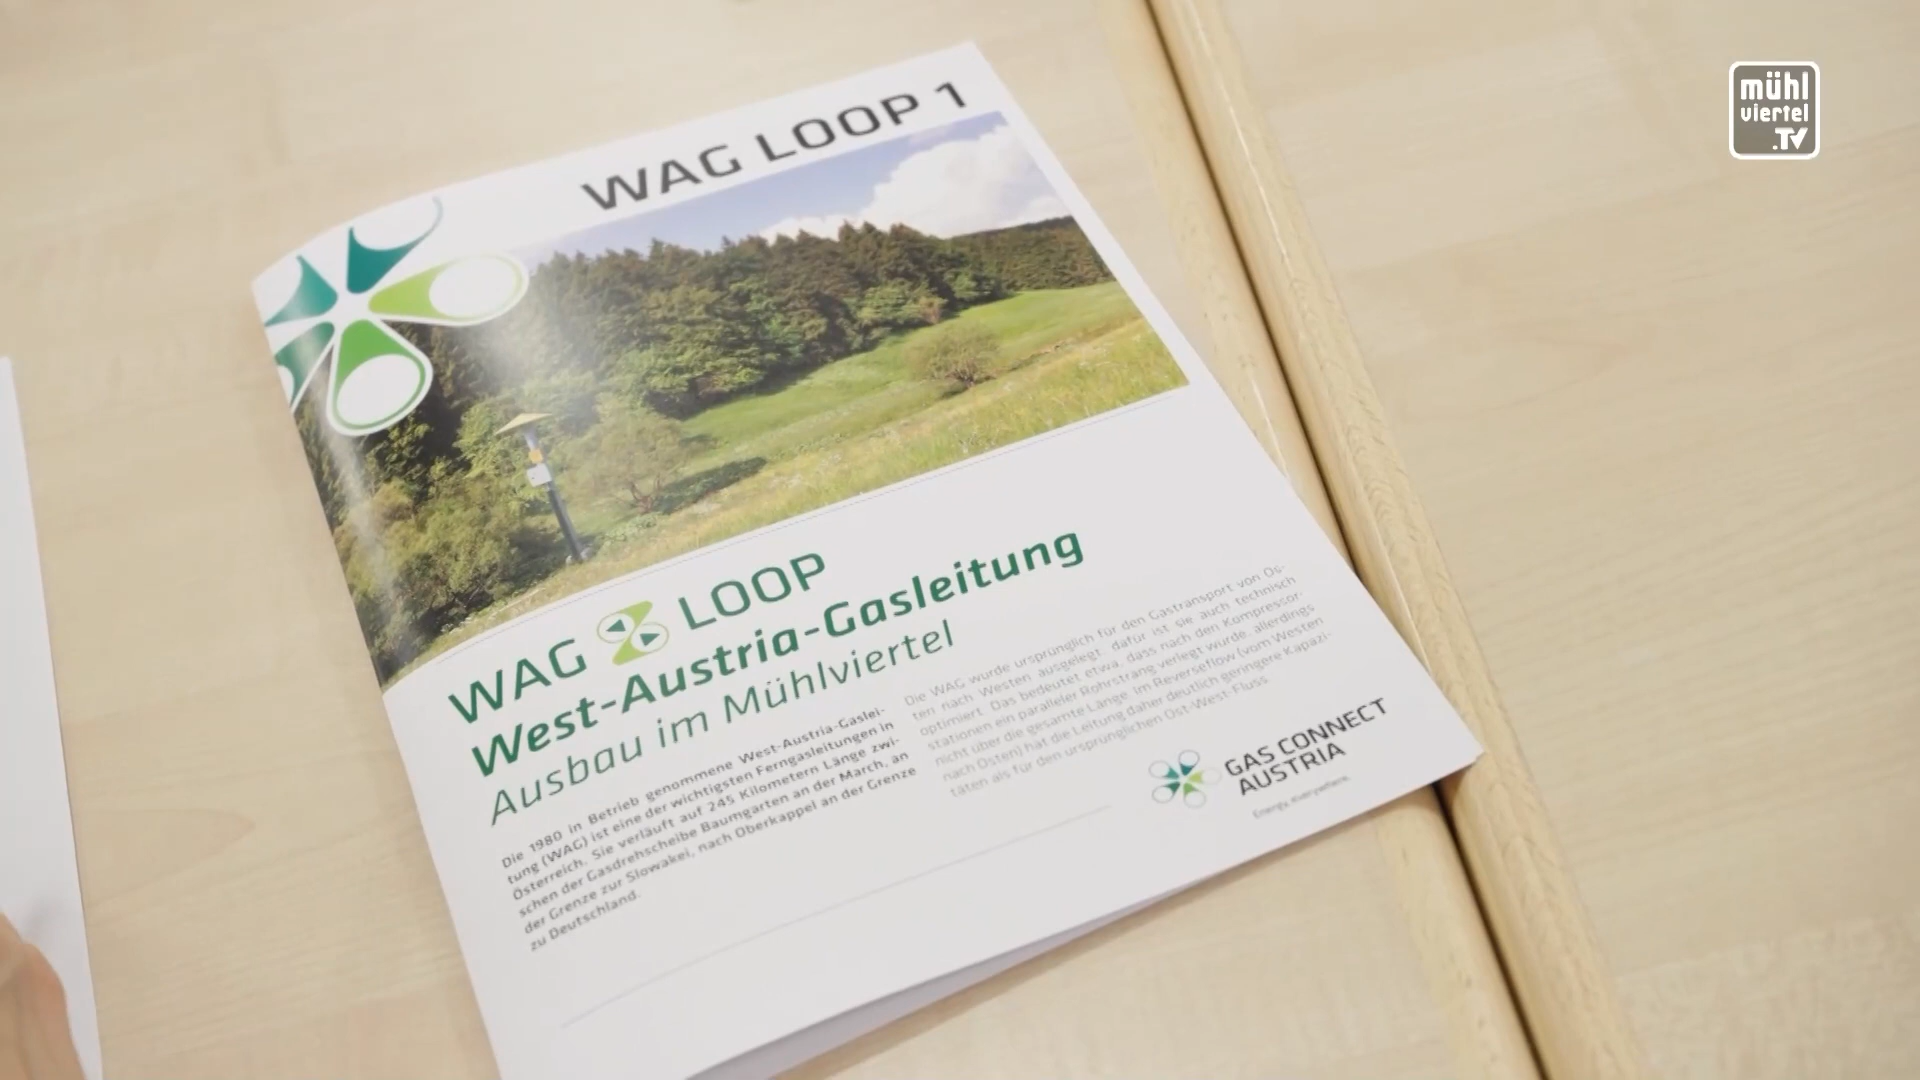 WAG LOOP 1
WAG LOOP
West-Austria-Gasleitung
Ausbau im Mühlviertel
Die 1980 in Betrieb genommene West-Austria-Gaslei-
tung (WAG) ist eine der wichtigsten Ferngasleitungen in
Österreich. Sie verläuft auf 245 Kilometern Länge zwi-
schen der Gasdrehscheibe Baumgarten an der March, an
der Grenze zur Slowakei, nach Oberkappel an der Grenze
zu Deutschland.
Die WAG wurde ursprünglich für den Gastransport von Os-
ten nach Westen ausgelegt, dafür ist sie auch technisch
optimiert. Das bedeutet etwa, dass nach den Kompressor-
stationen ein paralleler Rohrstrang verlegt wurde, allerdings
nicht über die gesamte Länge. Im Reverseflow (vom Westen
nach Osten) hat die Leitung daher deutlich geringere Kapazi-
täten als für den ursprünglichen Ost-West-Fluss.
GAS CONNECT
AUSTRIA
Energy. Everywhere.
mühl
viertel
.TV